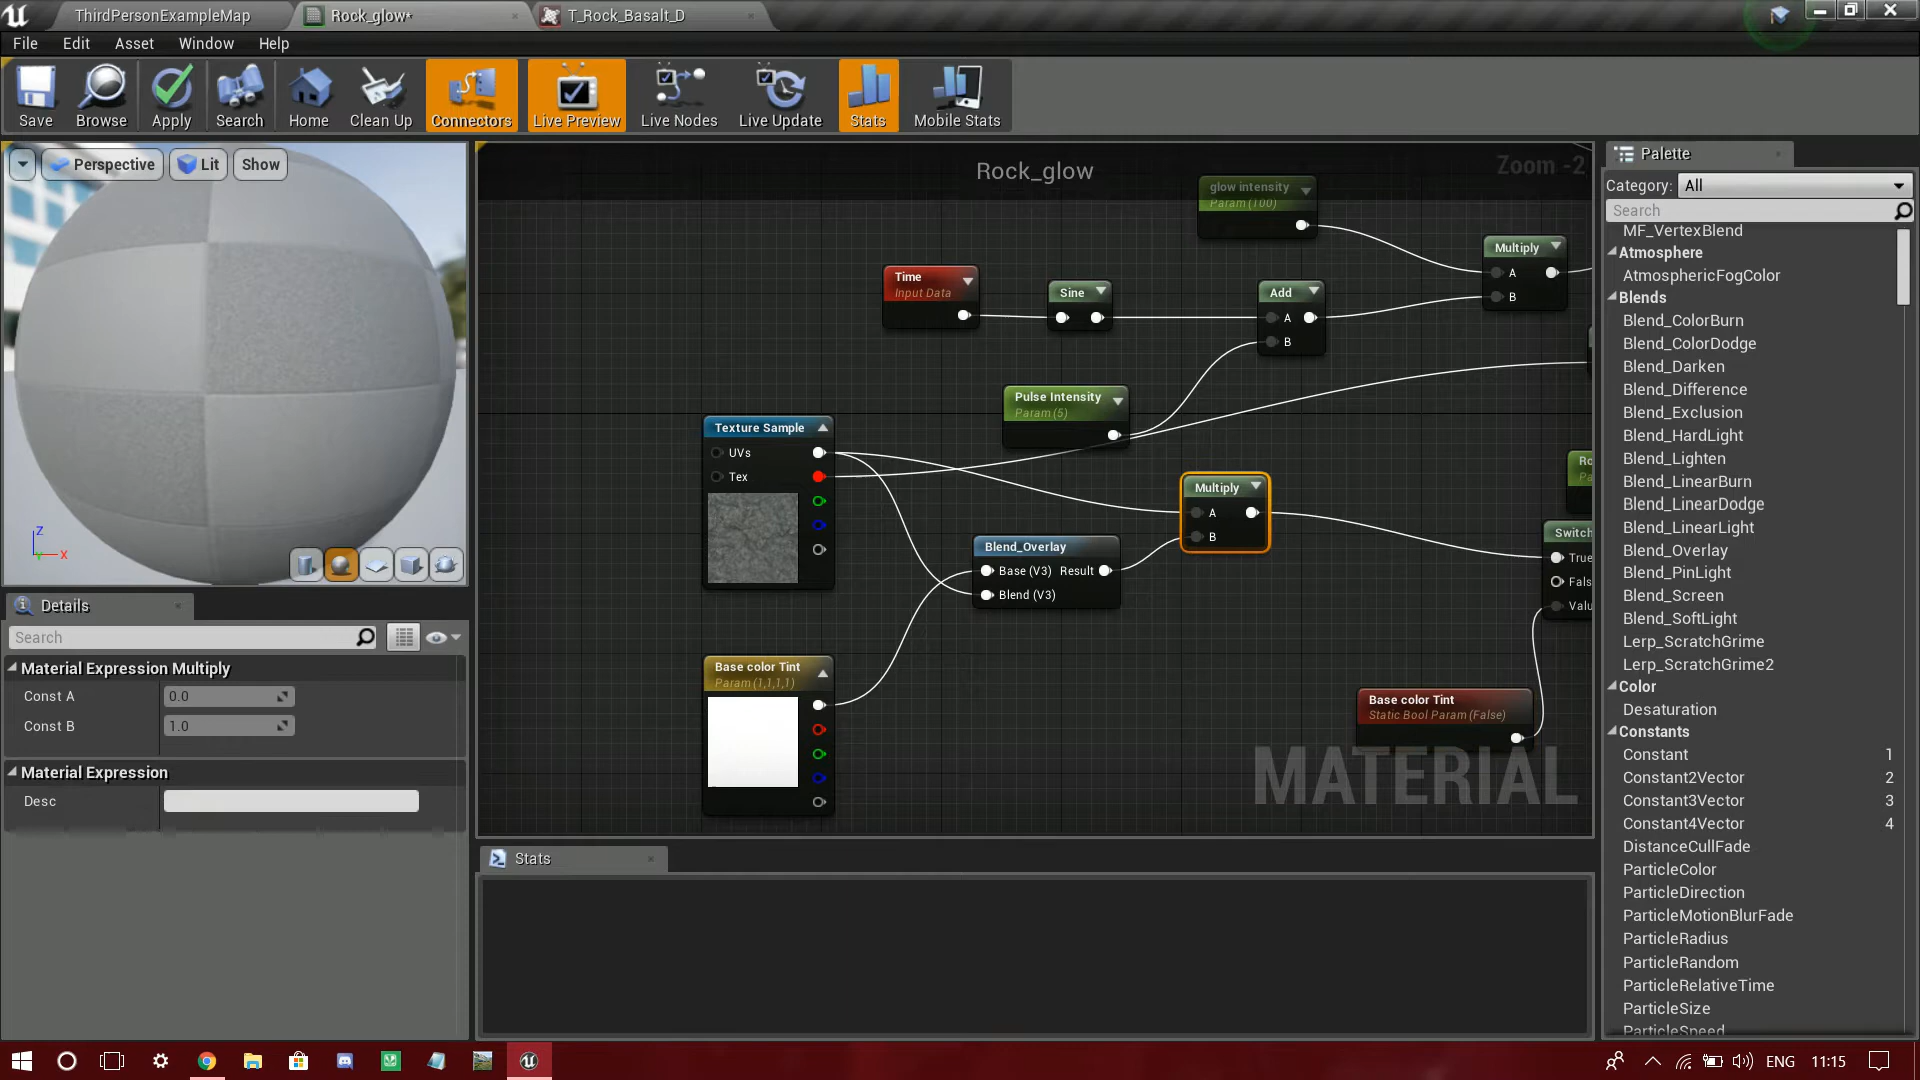 ThirdPersonExampleMap
Rock_glow*
T_Rock_Basalt_D
File Edit Asset Window Help
Save
Browse
Apply
Search
Home
Clean Up
Connectors
Live Preview
Live Nodes
Live Update
Stats
Mobile Stats
Perspective
Lit
Show
Z
Y
X
Details
Search
Material Expression Multiply
Const A 0.0
Const B 1.0
Material Expression
Desc
Rock_glow
Zoom -2
glow intensity
Param (100)
Multiply
A
B
Time
Input Data
Sine
Add
A
B
Pulse Intensity
Param (5)
Texture Sample
UVs
Tex
Multiply
A
B
Blend_Overlay
Base (V3) Result
Blend (V3)
Base color Tint
Param (1,1,1,1)
Ro
Pa
Switch
True
Fals
Valu
Base color Tint
Static Bool Param (False)
MATERIAL
Stats
Palette
Category: All
Search
MF_VertexBlend
Atmosphere
AtmosphericFogColor
Blends
Blend_ColorBurn
Blend_ColorDodge
Blend_Darken
Blend_Difference
Blend_Exclusion
Blend_HardLight
Blend_Lighten
Blend_LinearBurn
Blend_LinearDodge
Blend_LinearLight
Blend_Overlay
Blend_PinLight
Blend_Screen
Blend_SoftLight
Lerp_ScratchGrime
Lerp_ScratchGrime2
Color
Desaturation
Constants
Constant 1
Constant2Vector 2
Constant3Vector 3
Constant4Vector 4
DistanceCullFade
ParticleColor
ParticleDirection
ParticleMotionBlurFade
ParticleRadius
ParticleRandom
ParticleRelativeTime
ParticleSize
ParticleSpeed
ENG 11:15